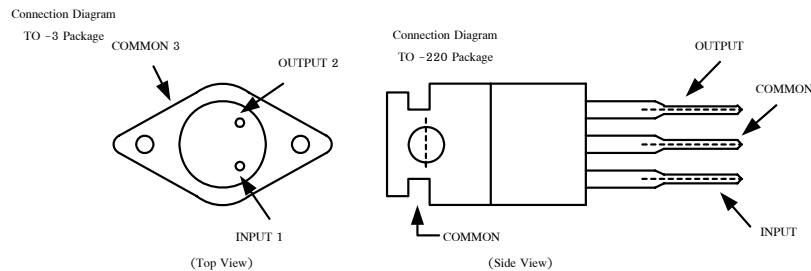 Connection Diagram
TO -3 Package
COMMON 3
OUTPUT 2
INPUT 1
(Top View)
Connection Diagram
TO -220 Package
OUTPUT
COMMON
INPUT
COMMON
(Side View)